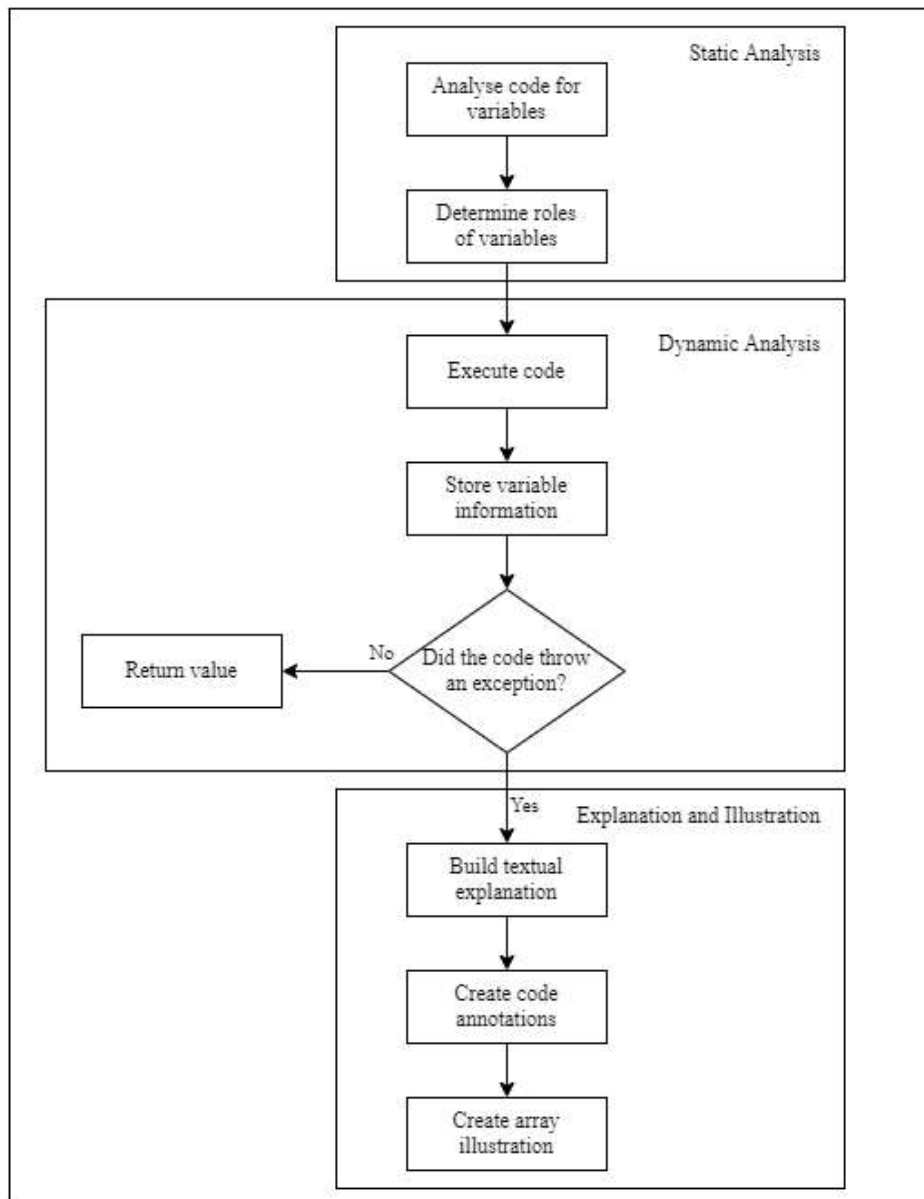 Static Analysis
Analyse code for
variables
Determine roles
of variables
Dynamic Analysis
Execute code
Store variable
information
Did the code throw
an exception?
No
Return value
Yes
Explanation and Illustration
Build textual
explanation
Create code
annotations
Create array
illustration